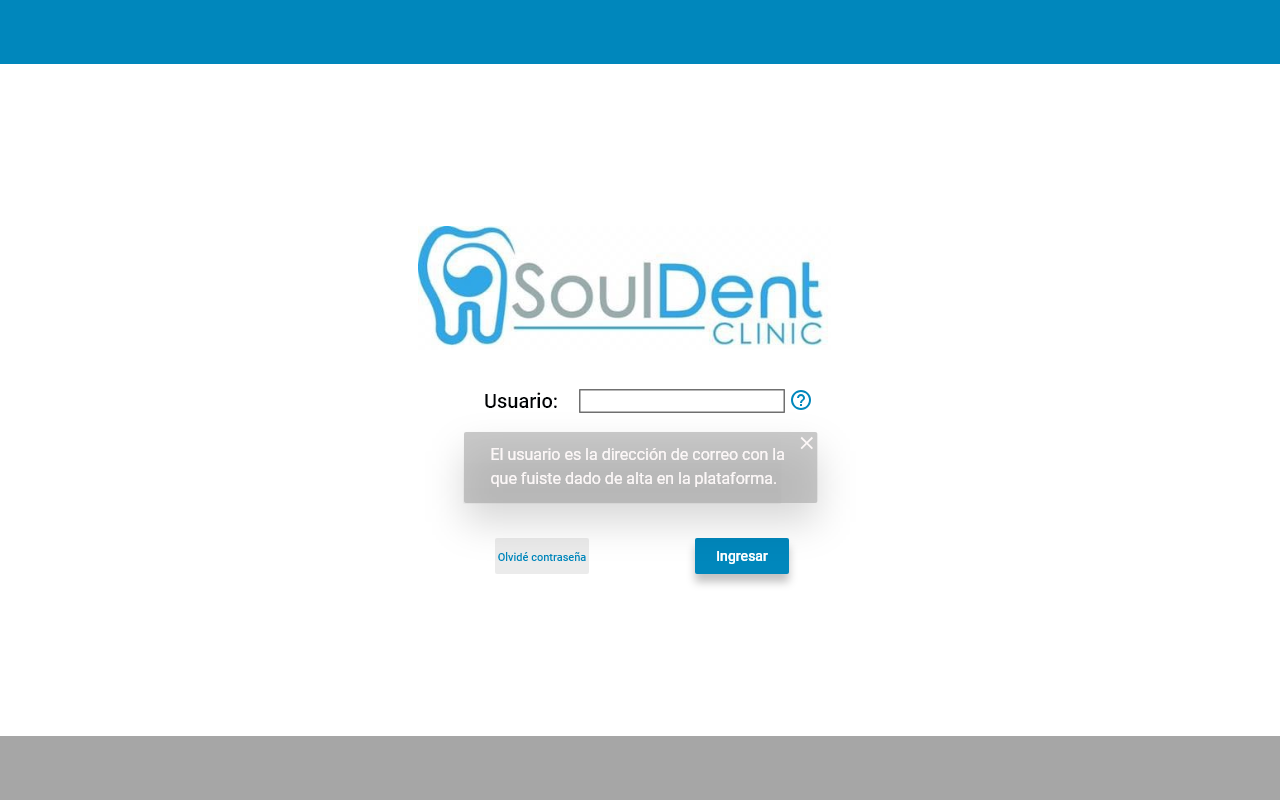 SoulDent
CLINIC
Usuario:
El usuario es la dirección de correo con la
que fuiste dado de alta en la plataforma.
Olvidé contraseña
Ingresar